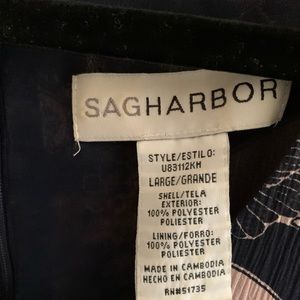 SAGHARBOR
STYLE/ESTILO:
U83112KM
LARGE/GRANDE
SHELL/TELA
EXTERIOR:
100% POLYESTER
POLIESTER
LINING/FORRO:
100% POLYESTER
POLIESTER
MADE IN CAMBODIA
HECHO EN CAMBODIA
RN#51735